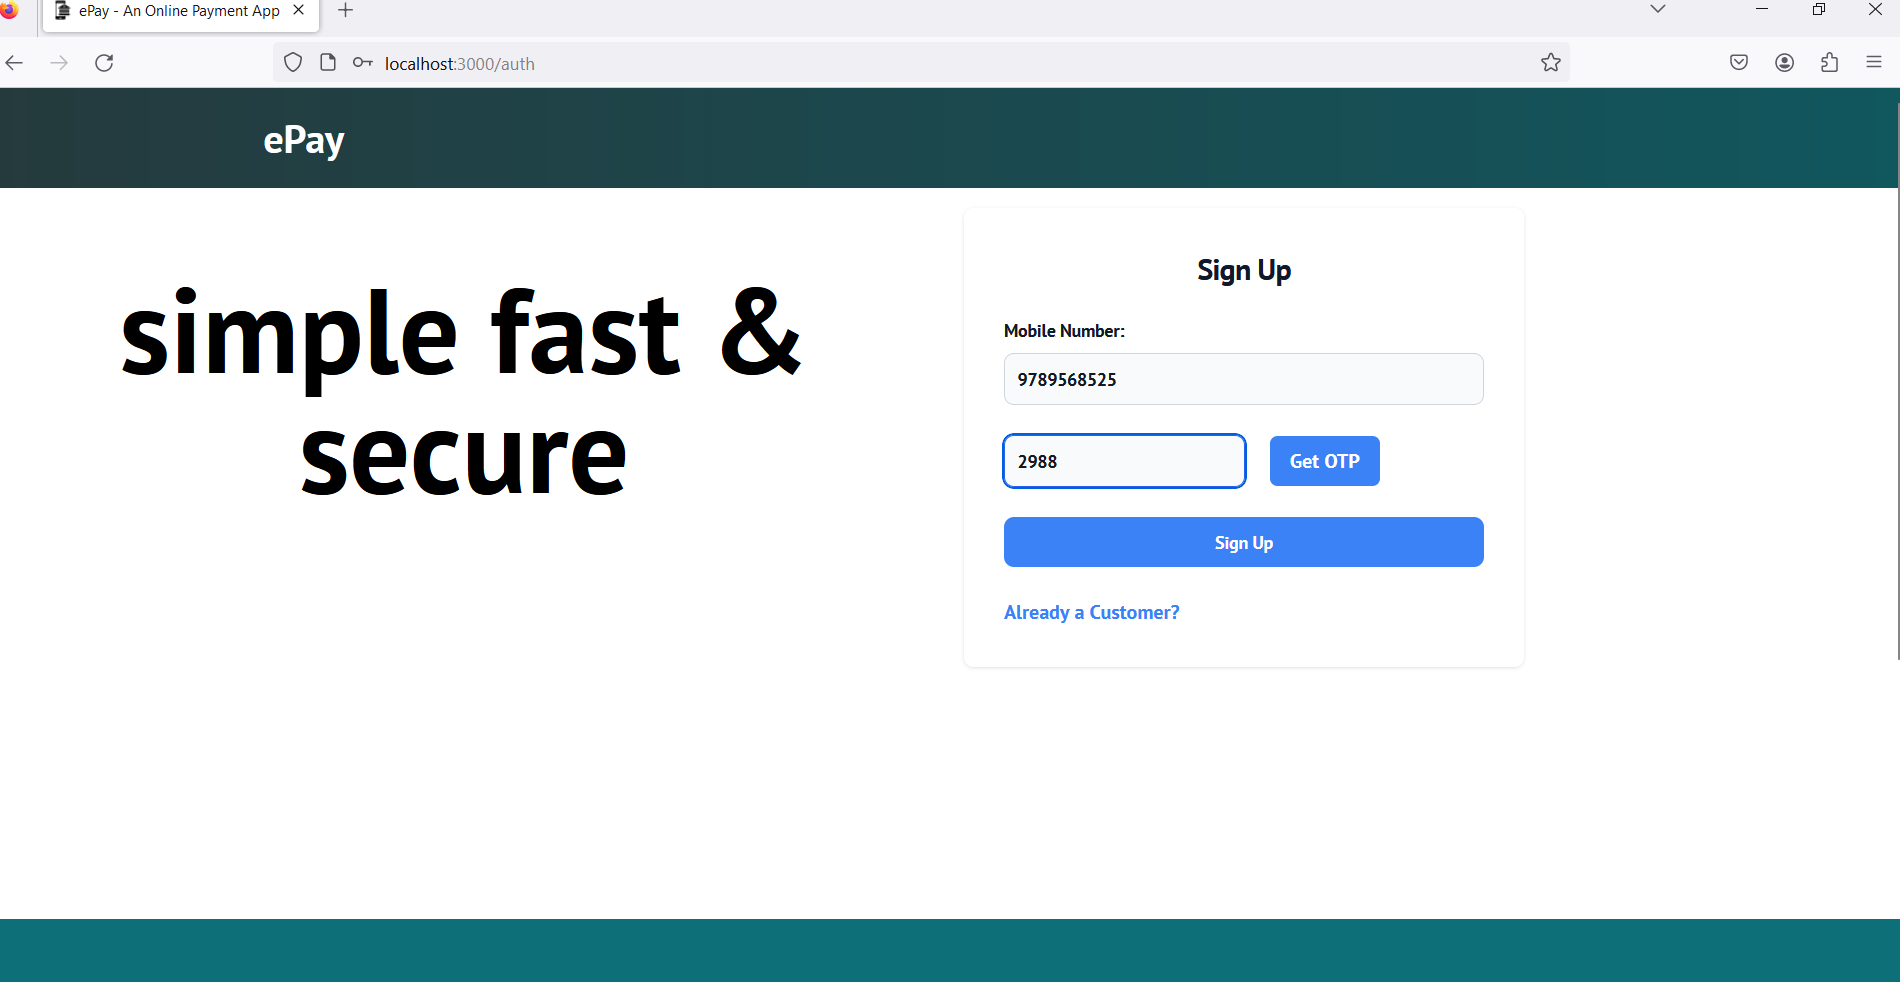 ePay - An Online Payment App
localhost:3000/auth
ePay
simple fast &
secure
Sign Up
Mobile Number:
9789568525
2988
Get OTP
Sign Up
Already a Customer?